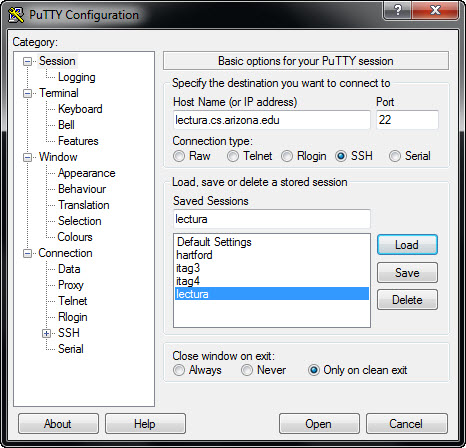 PuTTY Configuration
Category:
Session
Logging
Terminal
Keyboard
Bell
Features
Window
Appearance
Behaviour
Translation
Selection
Colours
Connection
Data
Proxy
Telnet
Rlogin
SSH
Serial
Basic options for your PuTTY session
Specify the destination you want to connect to
Host Name (or IP address) Port
lectura.cs.arizona.edu 22
Connection type:
Raw Telnet Rlogin SSH Serial
Load, save or delete a stored session
Saved Sessions
lectura
Default Settings
hartford
itag3
itag4
lectura
Load
Save
Delete
Close window on exit:
Always Never Only on clean exit
About Help Open Cancel